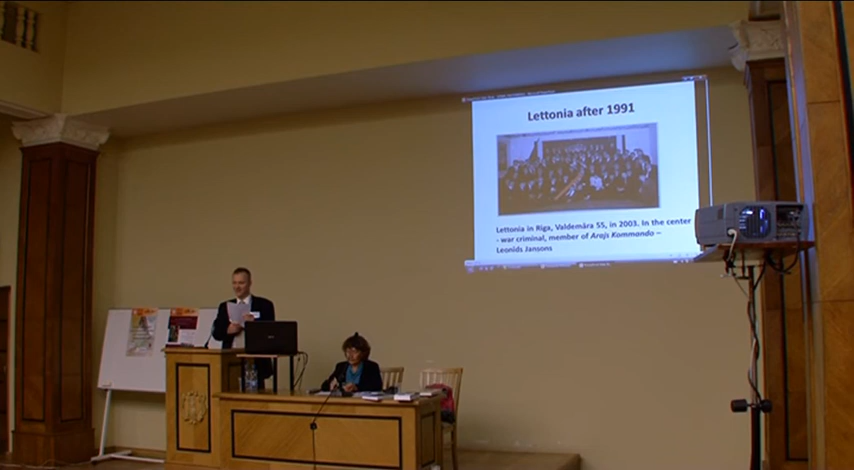 Lettonia after 1991
Lettonia in Riga, Valdemāra 55, in 2003. In the center
- war criminal, member of Arajs Kommando –
Leonids Jansons